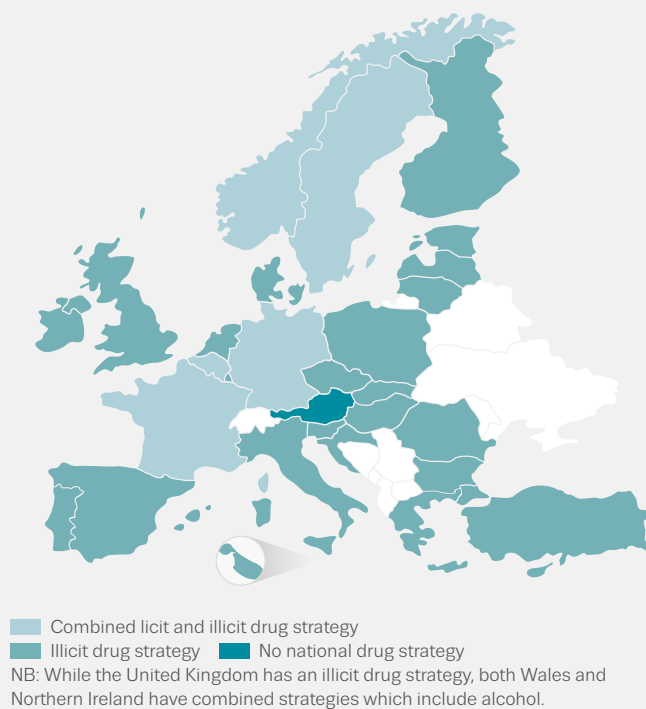 Combined licit and illicit drug strategy
Illicit drug strategy No national drug strategy
NB: While the United Kingdom has an illicit drug strategy, both Wales and
Northern Ireland have combined strategies which include alcohol.